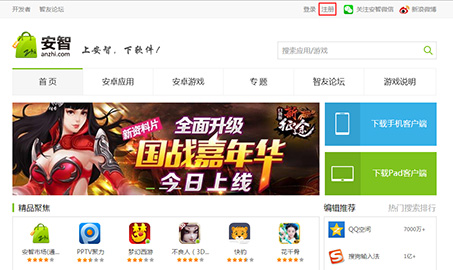 开发者 智友论坛 登录 注册 关注安智微信 新浪微博
安智 anzhi.com 上安智，下软件！ 搜索应用/游戏
首 页 安卓应用 安卓游戏 专 题 智友论坛 游戏说明
新资料片 全面升级 征途
国战嘉年华
今日上线
下载手机客户端
下载Pad客户端
精品聚焦 编辑推荐 热门搜索排行
QQ空间 7000万+
搜狗输入法 1亿+
安智市场(通... PPTV聚力 梦幻西游 不良人（3D... 快豹 花千骨